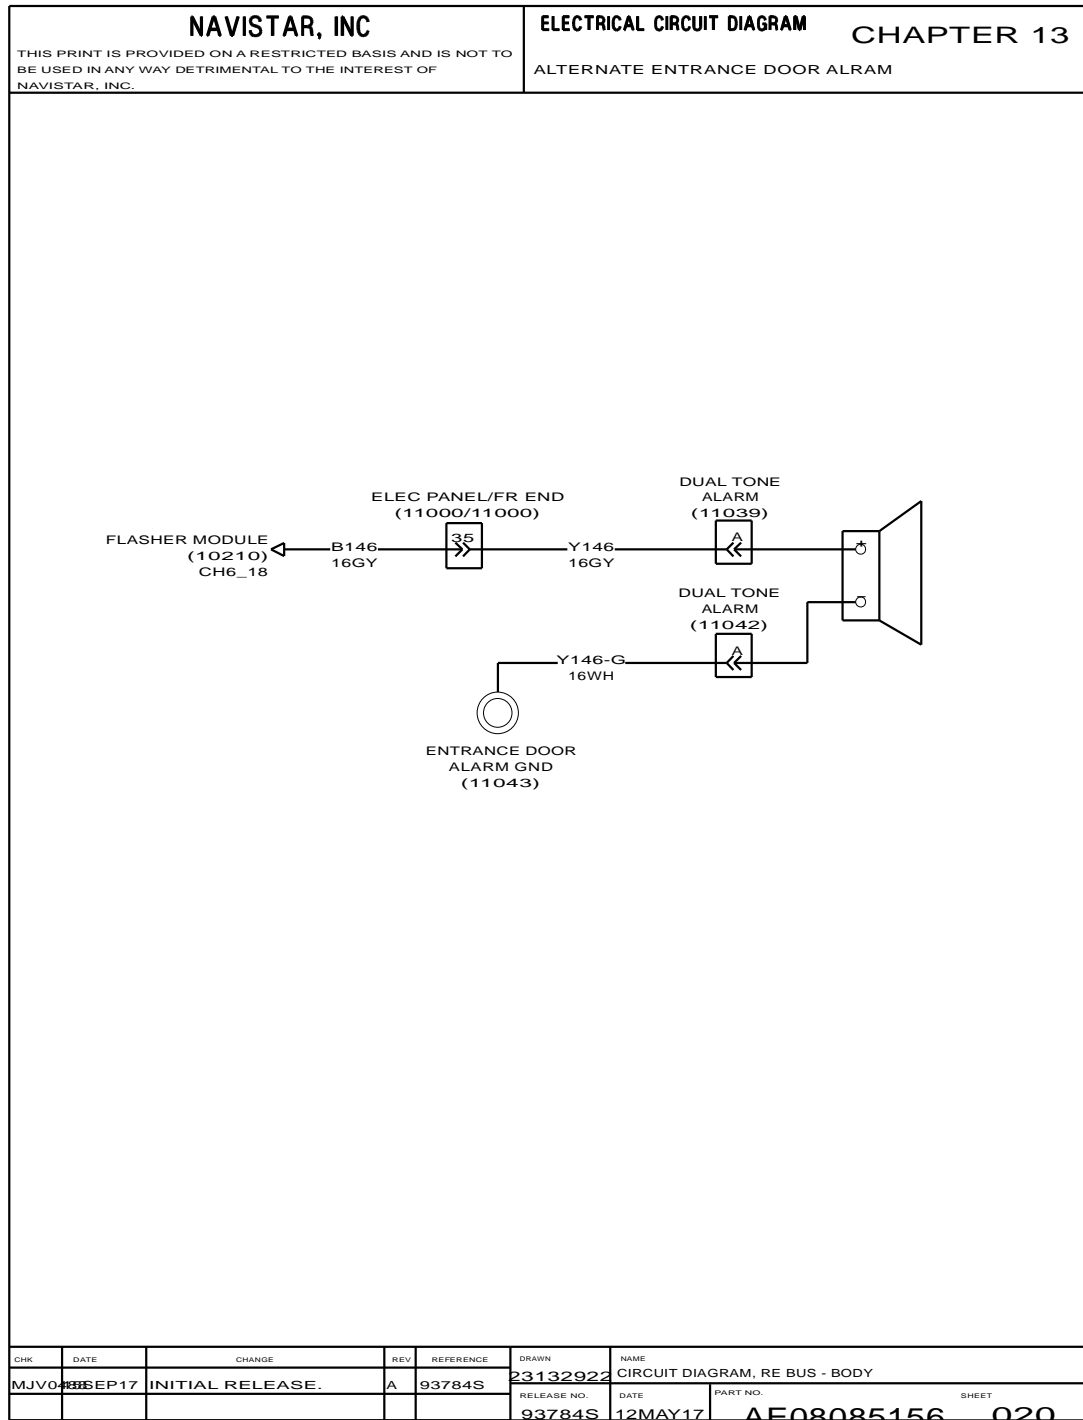 NAVISTAR, INC
THIS PRINT IS PROVIDED ON A RESTRICTED BASIS AND IS NOT TO
BE USED IN ANY WAY DETRIMENTAL TO THE INTEREST OF
NAVISTAR, INC.
ELECTRICAL CIRCUIT DIAGRAM
CHAPTER 13
ALTERNATE ENTRANCE DOOR ALRAM
DUAL TONE
ALARM
(11039)
ELEC PANEL/FR END
(11000/11000)
FLASHER MODULE
(10210)
CH6_18
B146
16GY
35
Y146
16GY
A
+
DUAL TONE
ALARM
(11042)
A
-
Y146-G
16WH
ENTRANCE DOOR
ALARM GND
(11043)
CHK DATE CHANGE REV REFERENCE
INITIAL RELEASE. A 93784S
DRAWN
23132922
NAME
CIRCUIT DIAGRAM, RE BUS - BODY
RELEASE NO.
93784S
DATE
12MAY17
PART NO.
AE08085156
SHEET
020